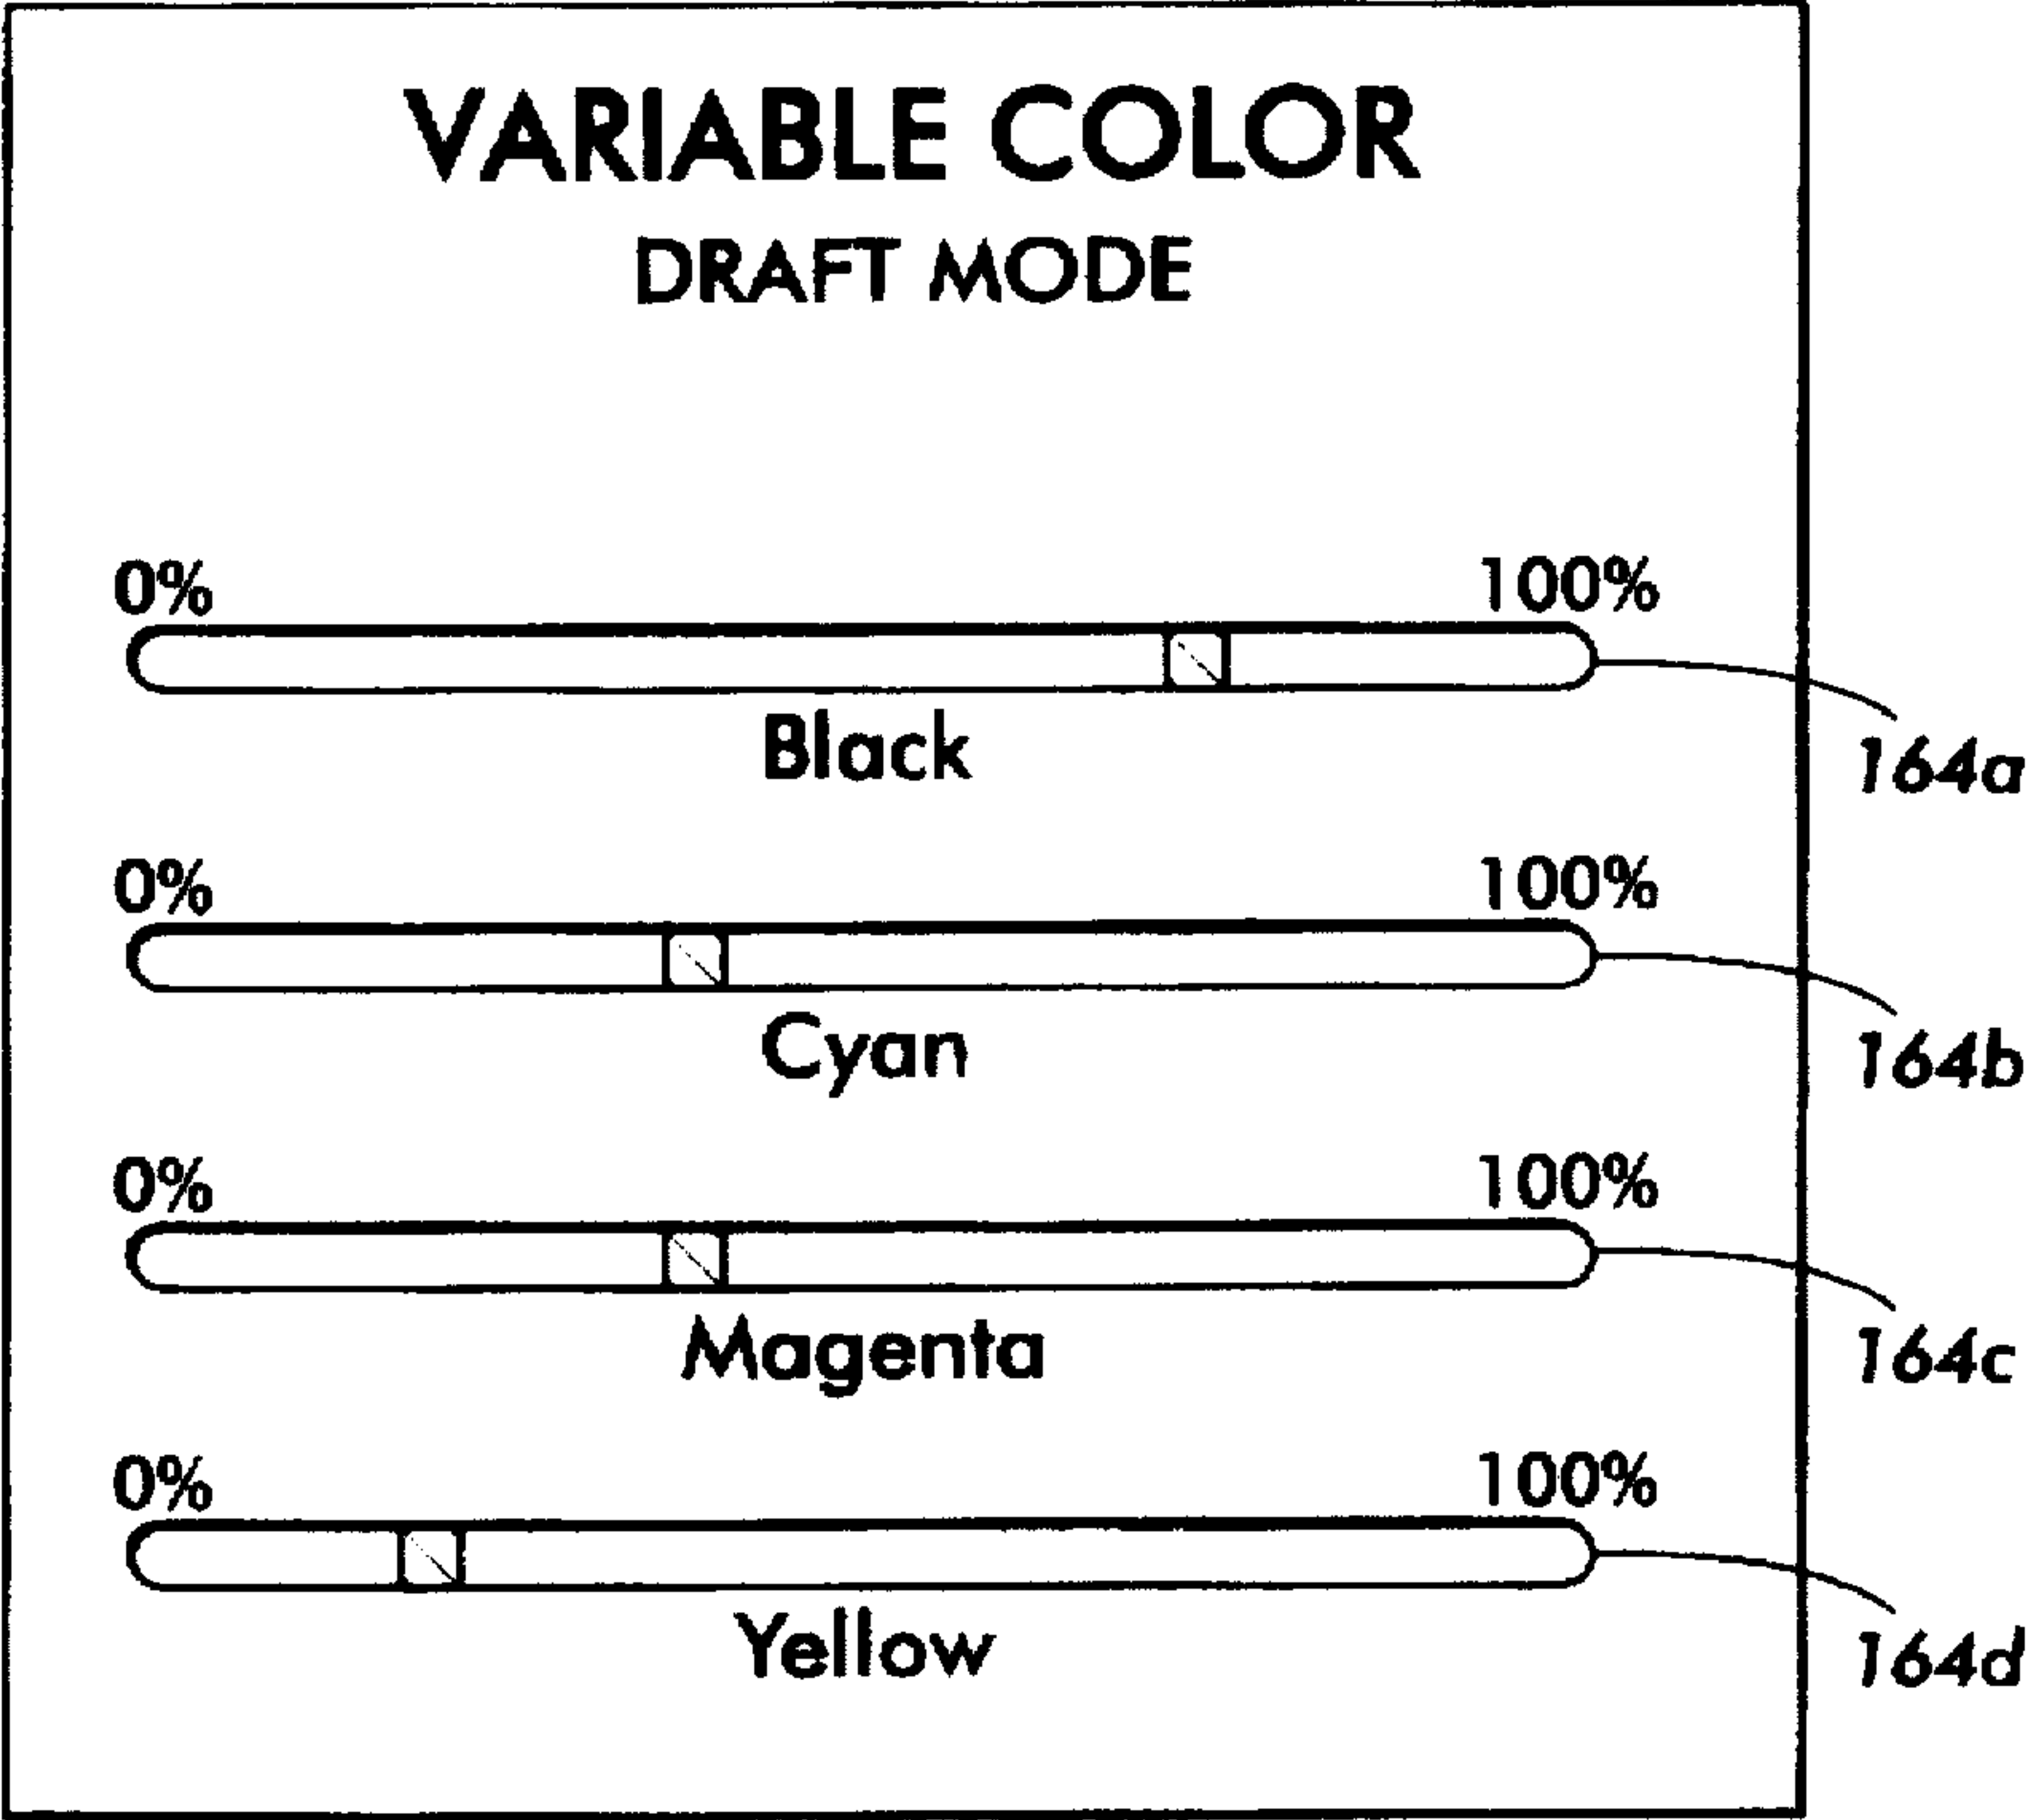 VARIABLE COLOR
DRAFT MODE
0% 100%
Black
164a
0% 100%
Cyan
164b
0% 100%
Magenta
164c
0% 100%
Yellow
164d